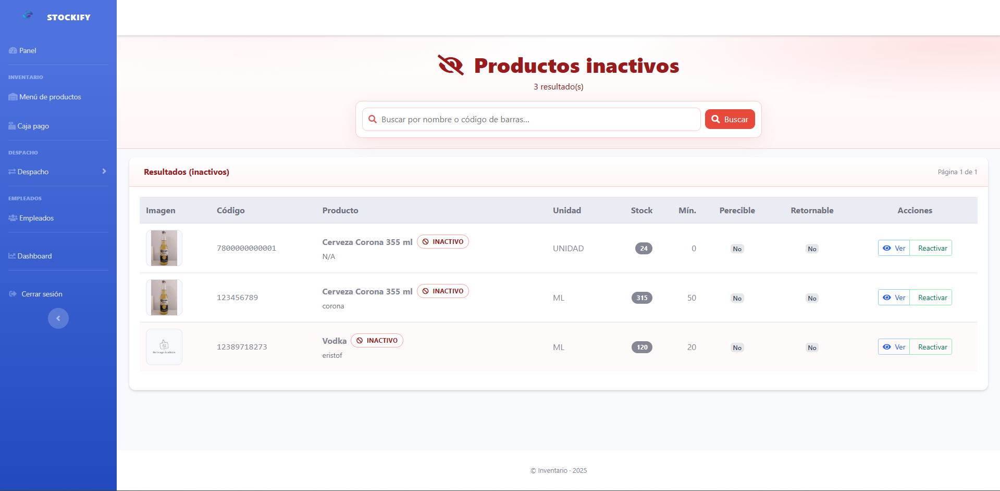 STOCKIFY
Panel
INVENTARIO
Menú de productos
Caja pago
DESPACHO
Despacho
EMPLEADOS
Empleados
Dashboard
Cerrar sesión
Productos inactivos
3 resultado(s)
Buscar por nombre o código de barras...
Buscar
Resultados (inactivos)
Página 1 de 1
Imagen Código Producto Unidad Stock Mín. Perecible Retornable Acciones
7800000000001 Cerveza Corona 355 ml INACTIVO UNIDAD 24 0 No No Ver Reactivar
N/A
123456789 Cerveza Corona 355 ml INACTIVO ML 315 50 No No Ver Reactivar
corona
No Image Available 12389718273 Vodka INACTIVO ML 120 20 No No Ver Reactivar
eristof
© Inventario · 2025